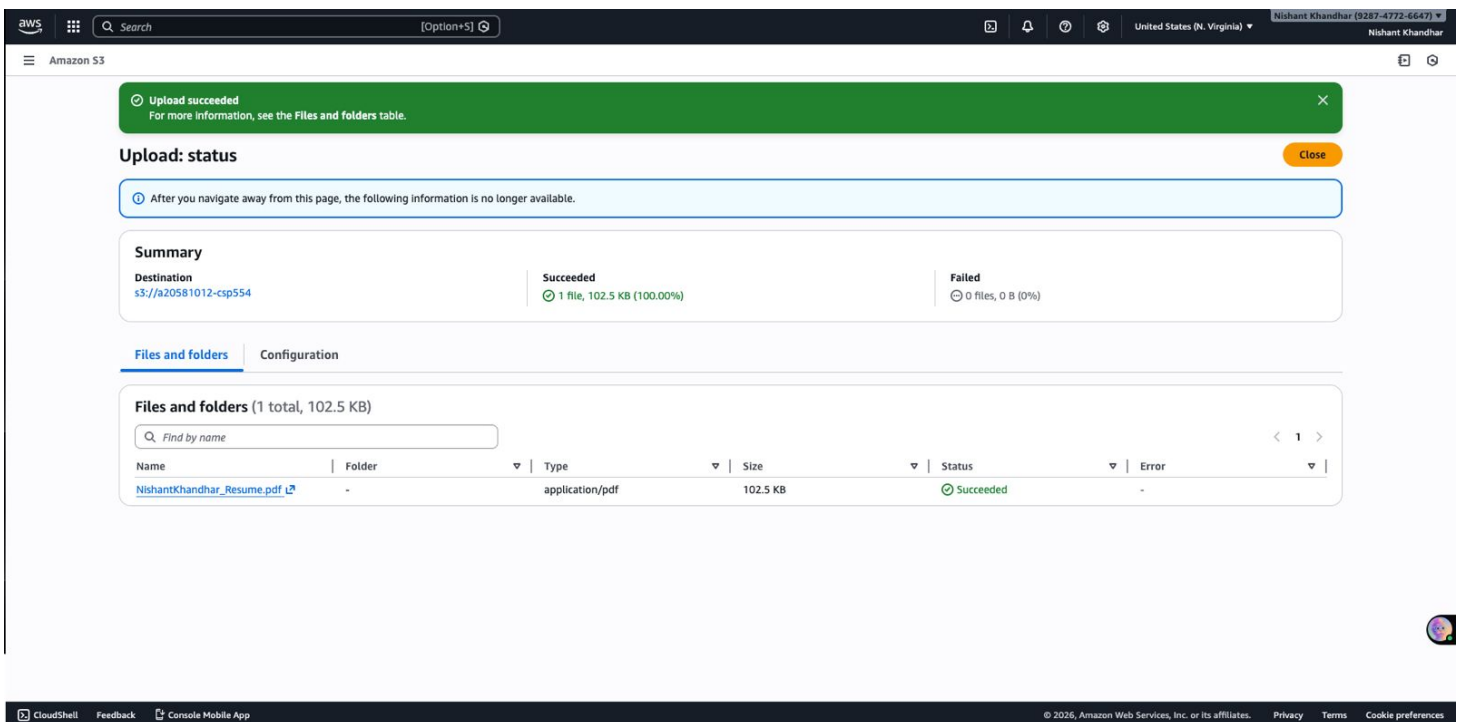 aws
Search [Option+S]
United States (N. Virginia)
Nishant Khandhar (9287-4772-6647)
Nishant Khandhar
Amazon S3
Upload succeeded
For more information, see the Files and folders table.
Upload: status
Close
After you navigate away from this page, the following information is no longer available.
Summary
Destination Succeeded Failed
s3://a20581012-csp554 1 file, 102.5 KB (100.00%) 0 files, 0 B (0%)
Files and folders Configuration
Files and folders (1 total, 102.5 KB)
Find by name
1
Name Folder Type Size Status Error
NishantKhandhar_Resume.pdf - application/pdf 102.5 KB Succeeded -
CloudShell Feedback Console Mobile App © 2026, Amazon Web Services, Inc. or its affiliates. Privacy Terms Cookie preferences